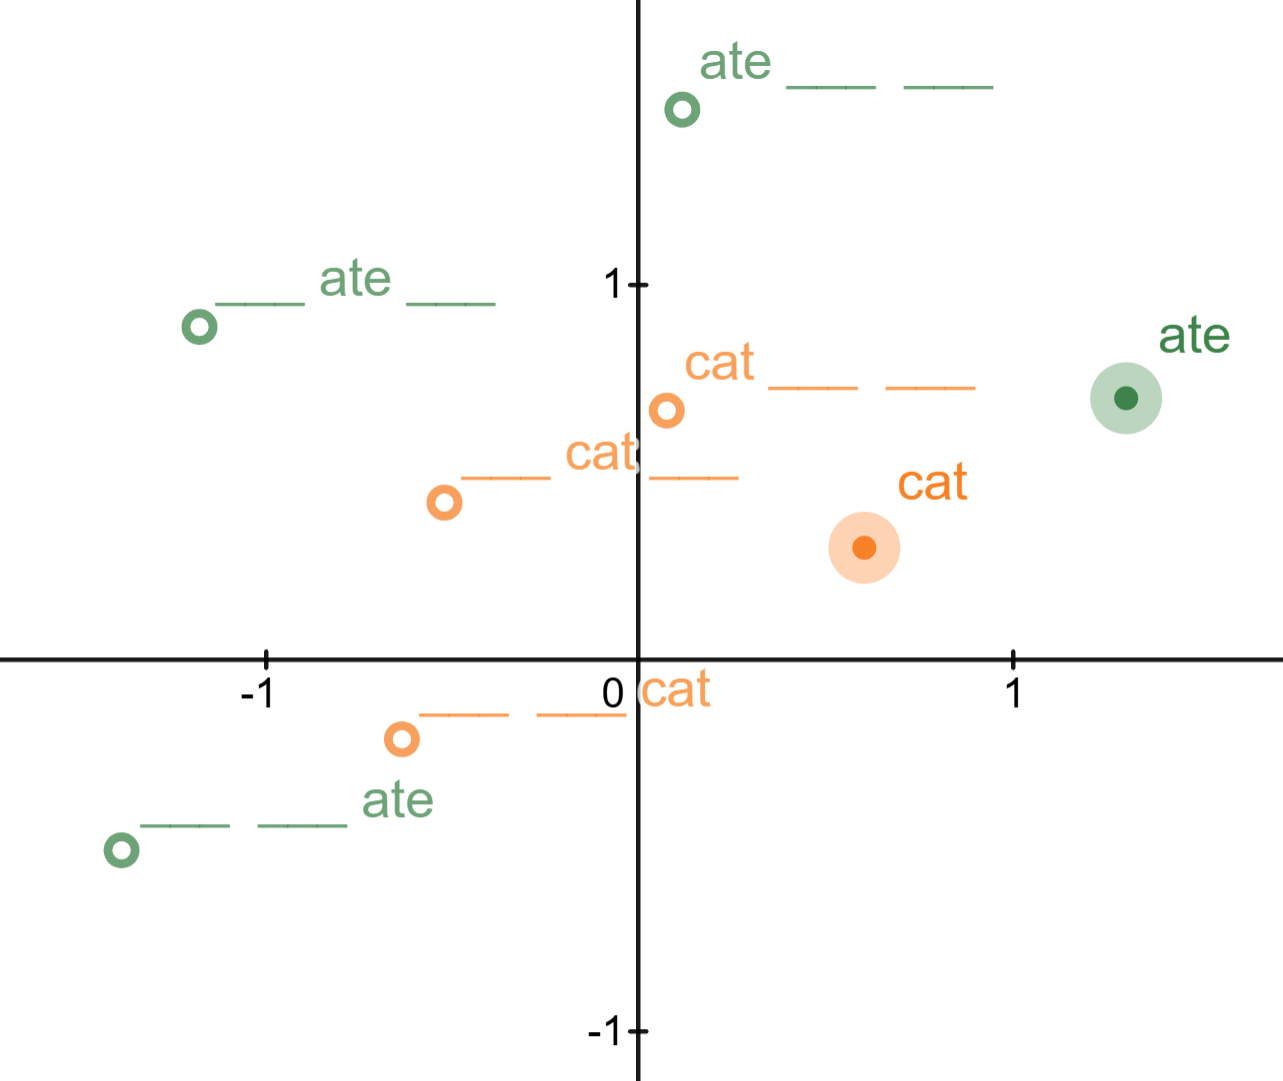 ate ___ ___
___ ate ___
1
ate
cat ___ ___
___ cat ___
cat
-1
0
1
___ ___ cat
___ ___ ate
-1